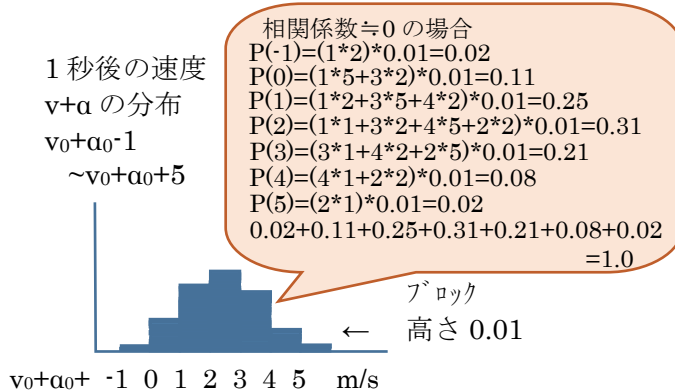 1秒後の速度
v+αの分布
v₀+α₀-1
~v₀+α₀+5
相関係数≒0の場合
P(-1)=(1*2)*0.01=0.02
P(0)=(1*5+3*2)*0.01=0.11
P(1)=(1*2+3*5+4*2)*0.01=0.25
P(2)=(1*1+3*2+4*5+2*2)*0.01=0.31
P(3)=(3*1+4*2+2*5)*0.01=0.21
P(4)=(4*1+2*2)*0.01=0.08
P(5)=(2*1)*0.01=0.02
0.02+0.11+0.25+0.31+0.21+0.08+0.02
=1.0
ブロック
← 高さ 0.01
v₀+α₀+ -1 0 1 2 3 4 5 m/s